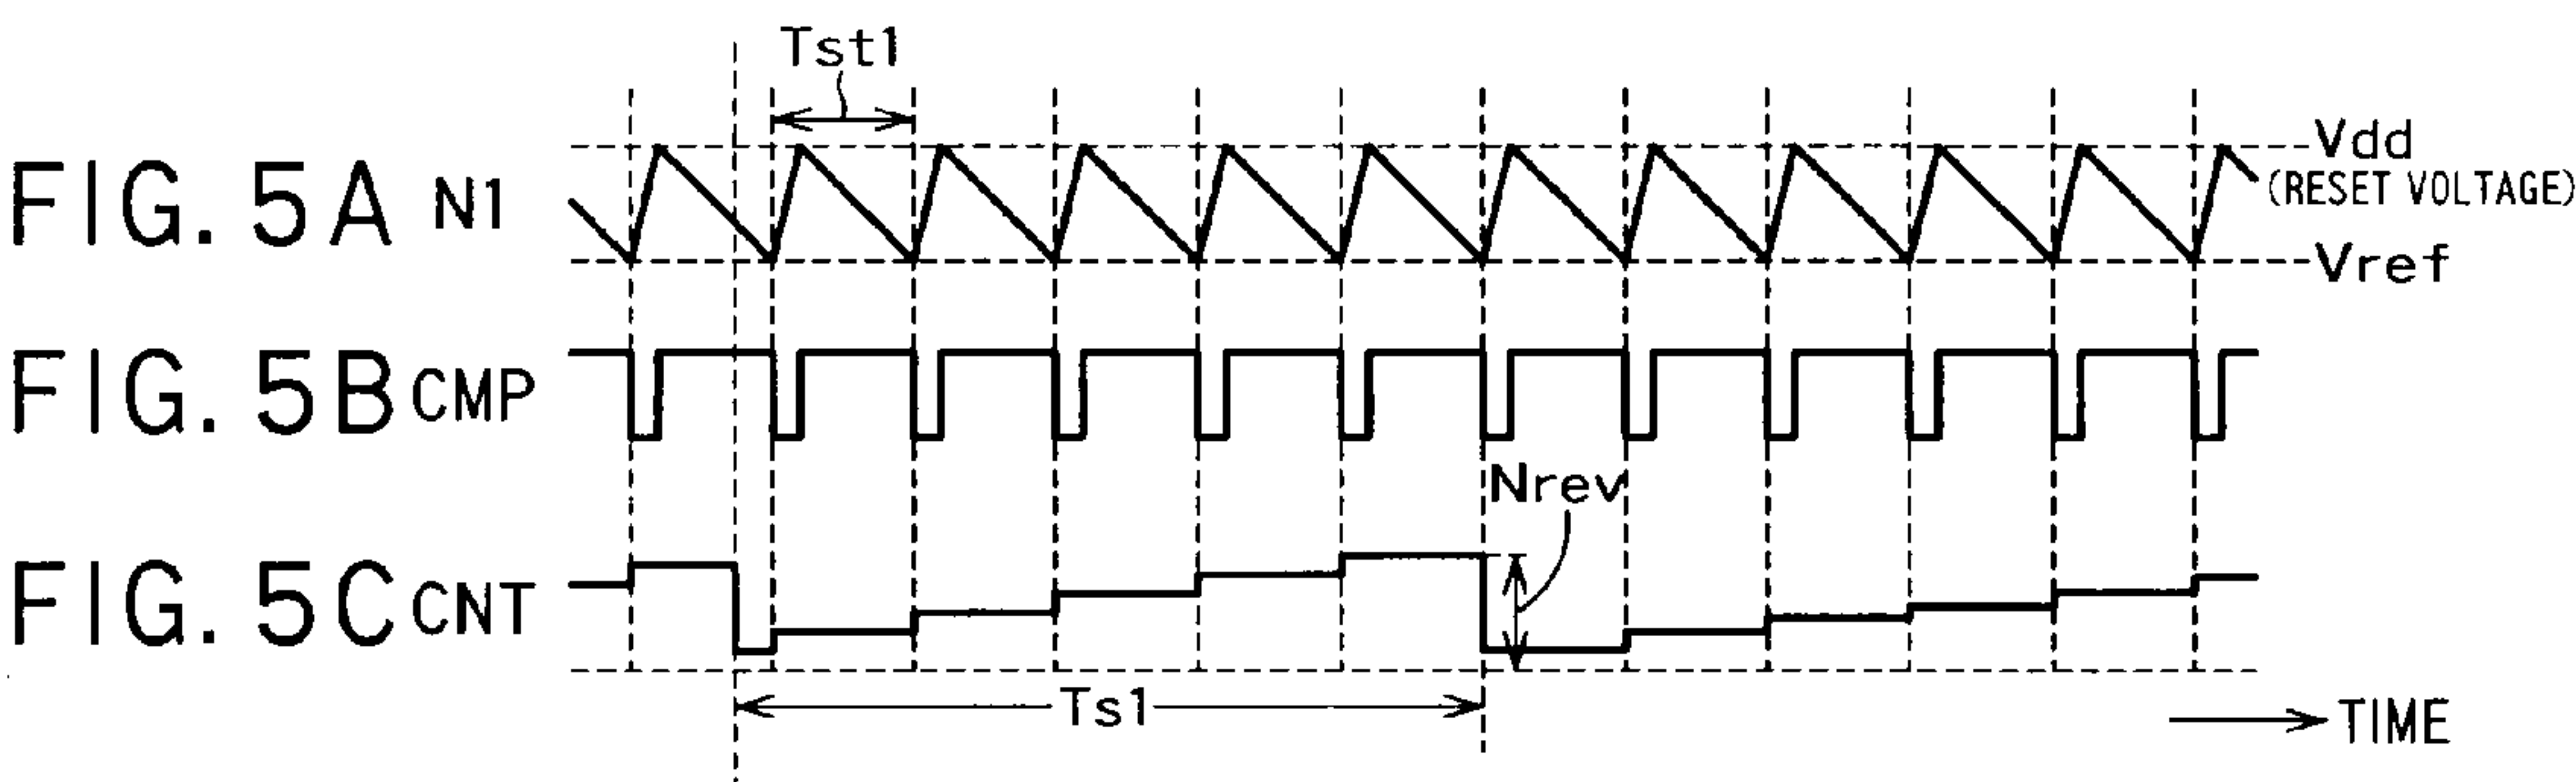 Tst1
FIG. 5A N1
Vdd
(RESET VOLTAGE)
Vref
FIG. 5B CMP
Nrev
FIG. 5C CNT
Ts1
TIME